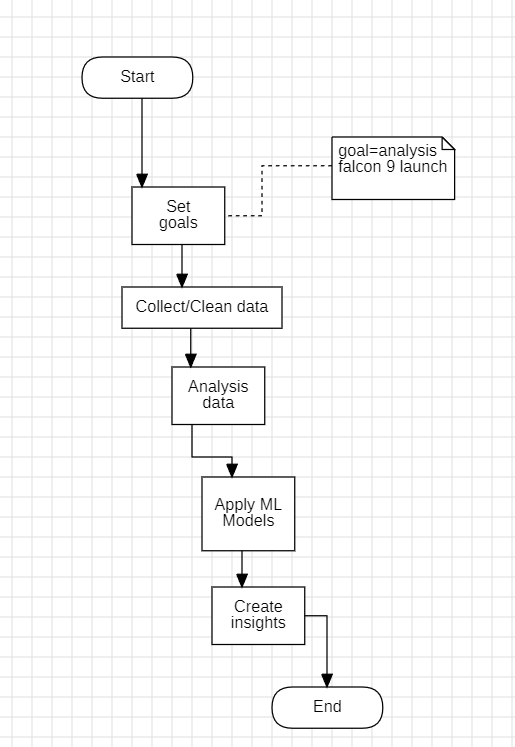 Start
goal=analysis
falcon 9 launch
Set
goals
Collect/Clean data
Analysis
data
Apply ML
Models
Create
insights
End